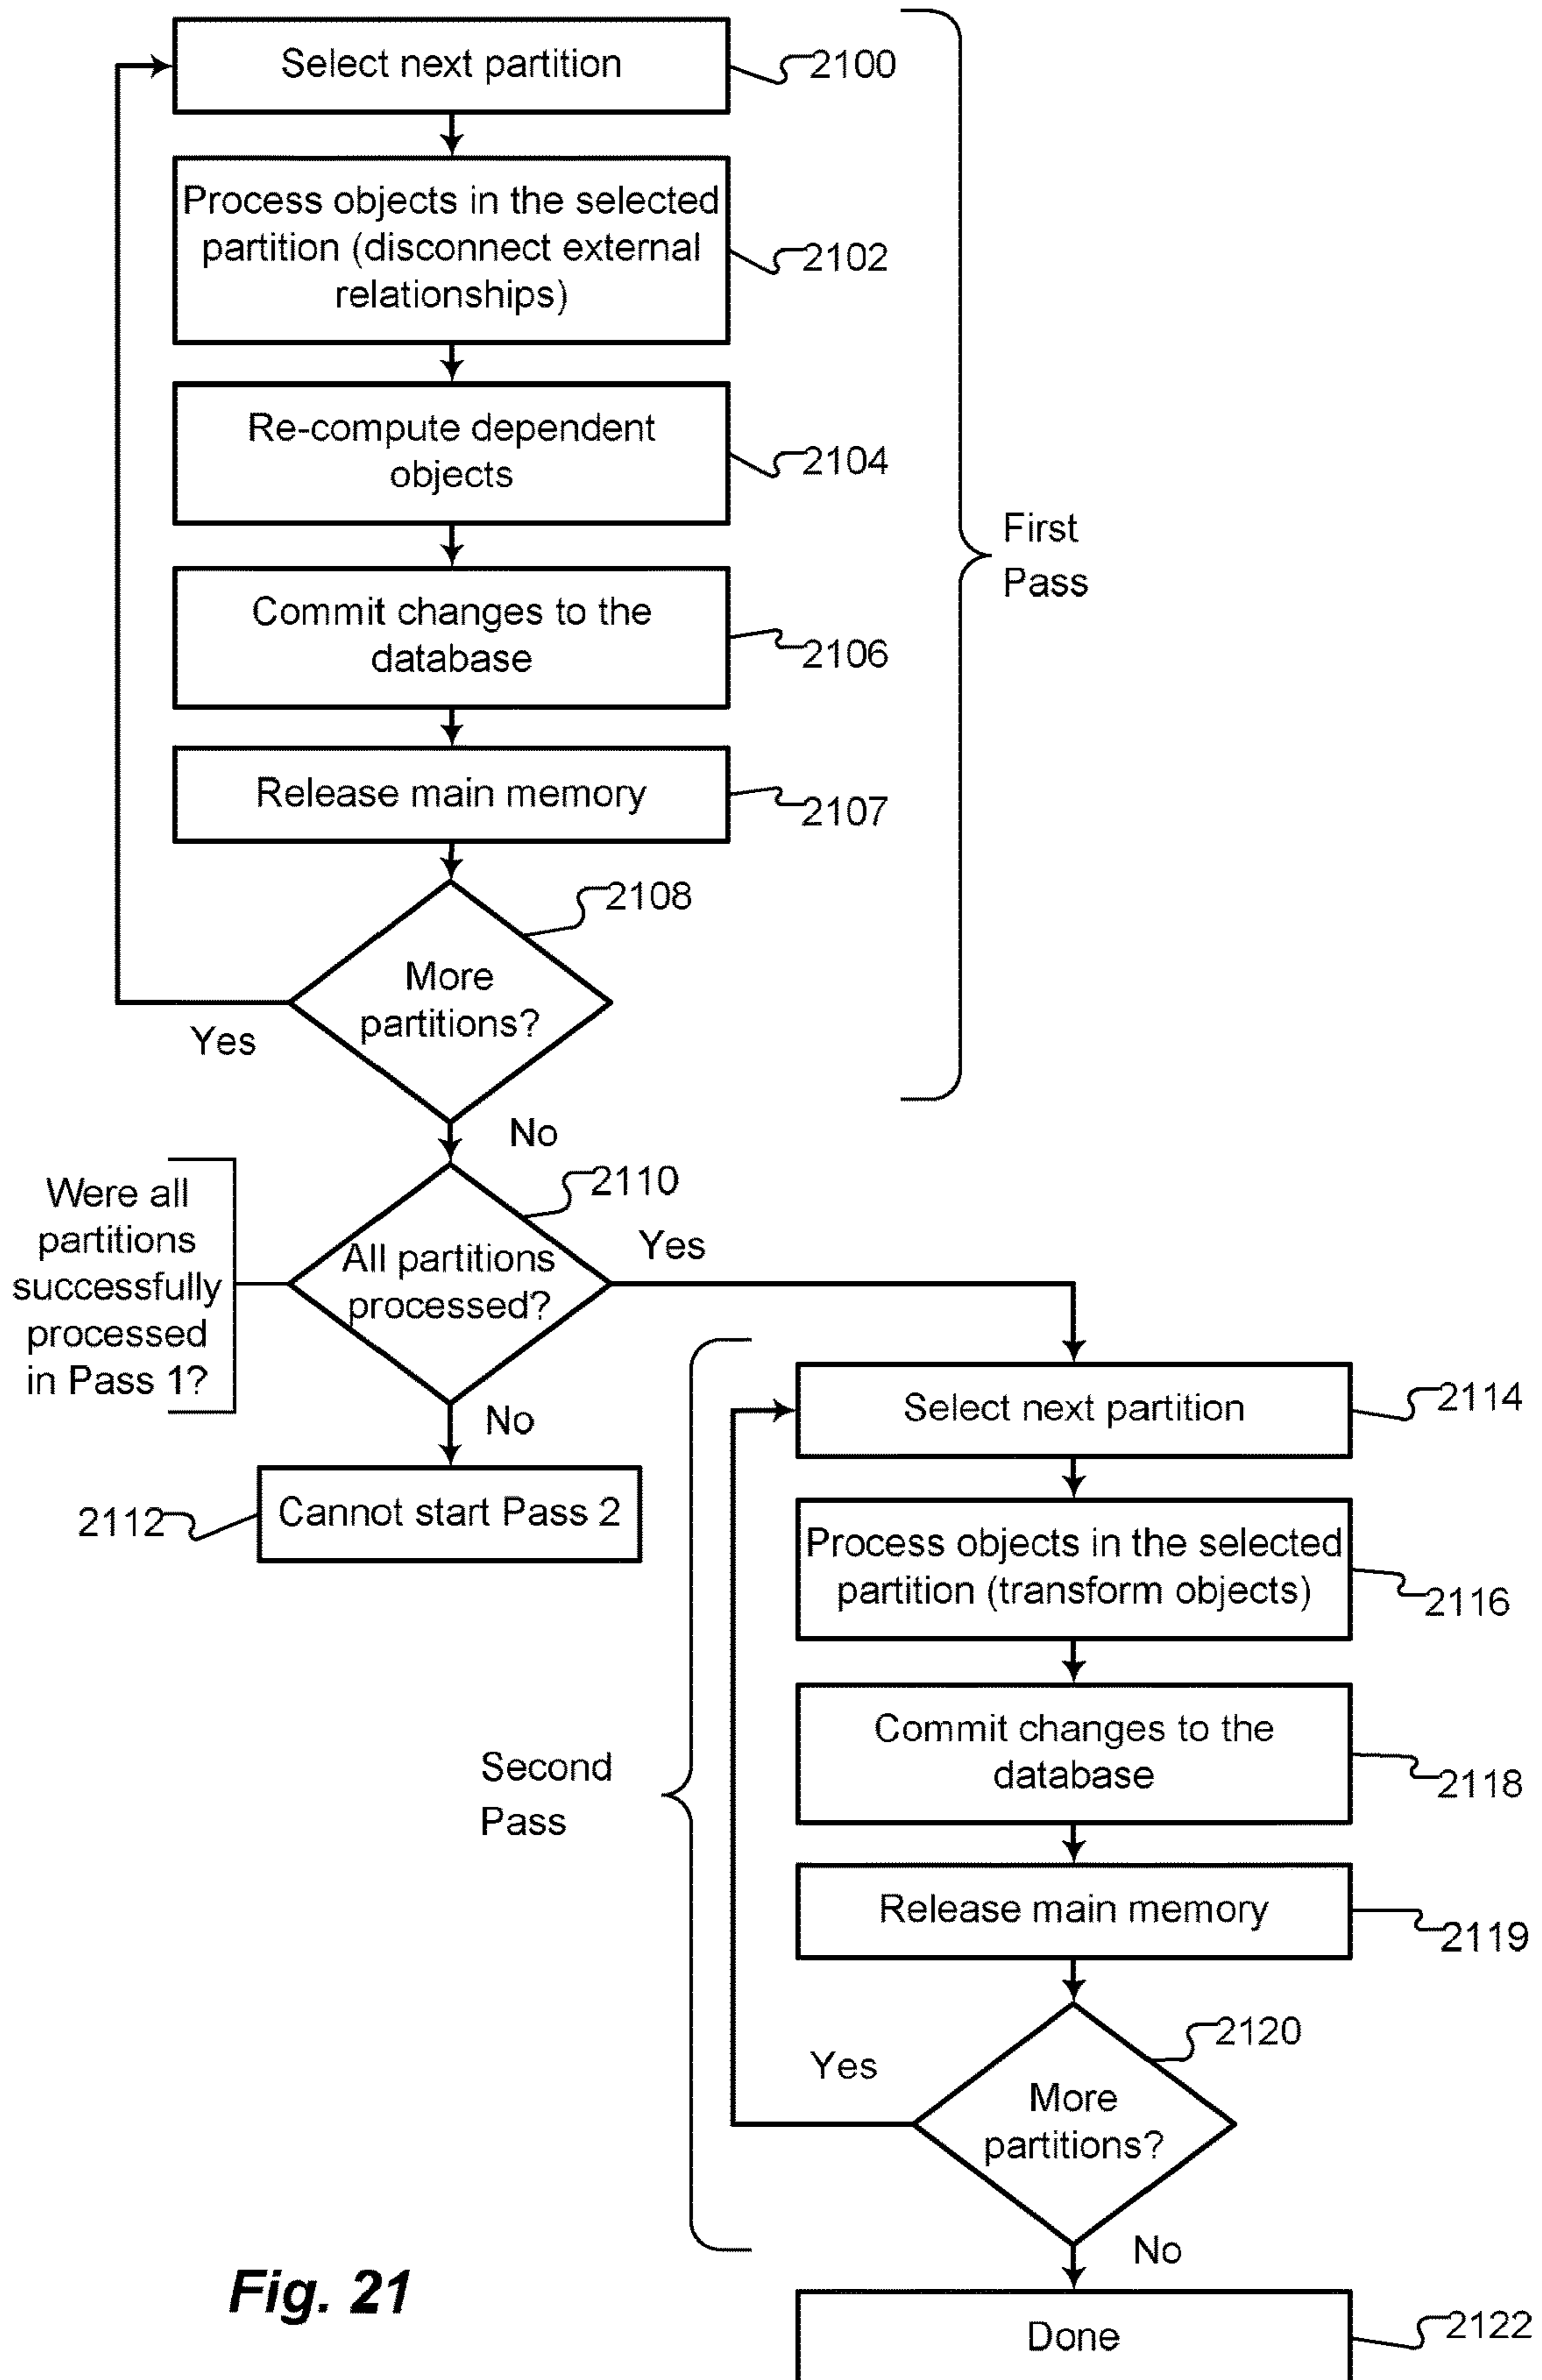 Select next partition
2100
Process objects in the selected
partition (disconnect external
relationships)
2102
Re-compute dependent
objects
2104
First
Pass
Commit changes to the
database
2106
Release main memory
2107
2108
More
partitions?
Yes
No
Were all
partitions
successfully
processed
in Pass 1?
2110
All partitions
processed?
Yes
No
2112
Cannot start Pass 2
Select next partition
2114
Process objects in the selected
partition (transform objects)
2116
Second
Pass
Commit changes to the
database
2118
Release main memory
2119
2120
Yes
More
partitions?
No
Done
2122
Fig. 21